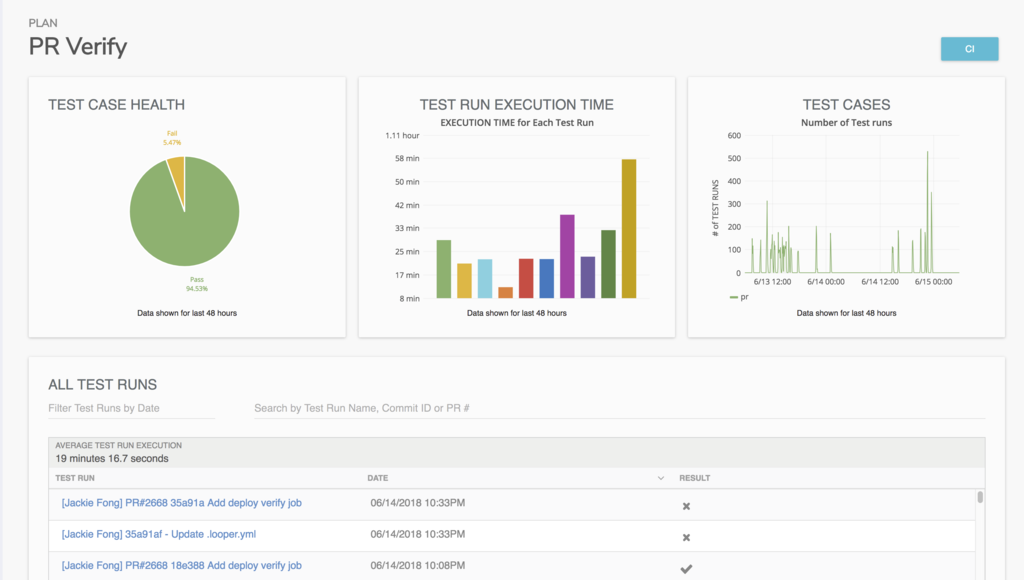 PLAN
PR Verify
CI
TEST CASE HEALTH
Fail
5.47%
Pass
94.53%
Data shown for last 48 hours
TEST RUN EXECUTION TIME
EXECUTION TIME for Each Test Run
1.11 hour
58 min
50 min
42 min
33 min
25 min
17 min
8 min
Data shown for last 48 hours
TEST CASES
Number of Test runs
# of TEST RUNS
600
500
400
300
200
100
0
6/13 12:00 6/14 00:00 6/14 12:00 6/15 00:00
pr
Data shown for last 48 hours
ALL TEST RUNS
Filter Test Runs by Date Search by Test Run Name, Commit ID or PR #
AVERAGE TEST RUN EXECUTION
19 minutes 16.7 seconds
TEST RUN DATE RESULT
[Jackie Fong] PR#2668 35a91a Add deploy verify job 06/14/2018 10:33PM
[Jackie Fong] 35a91af - Update .looper.yml 06/14/2018 10:33PM
[Jackie Fong] PR#2668 18e388 Add deploy verify job 06/14/2018 10:08PM